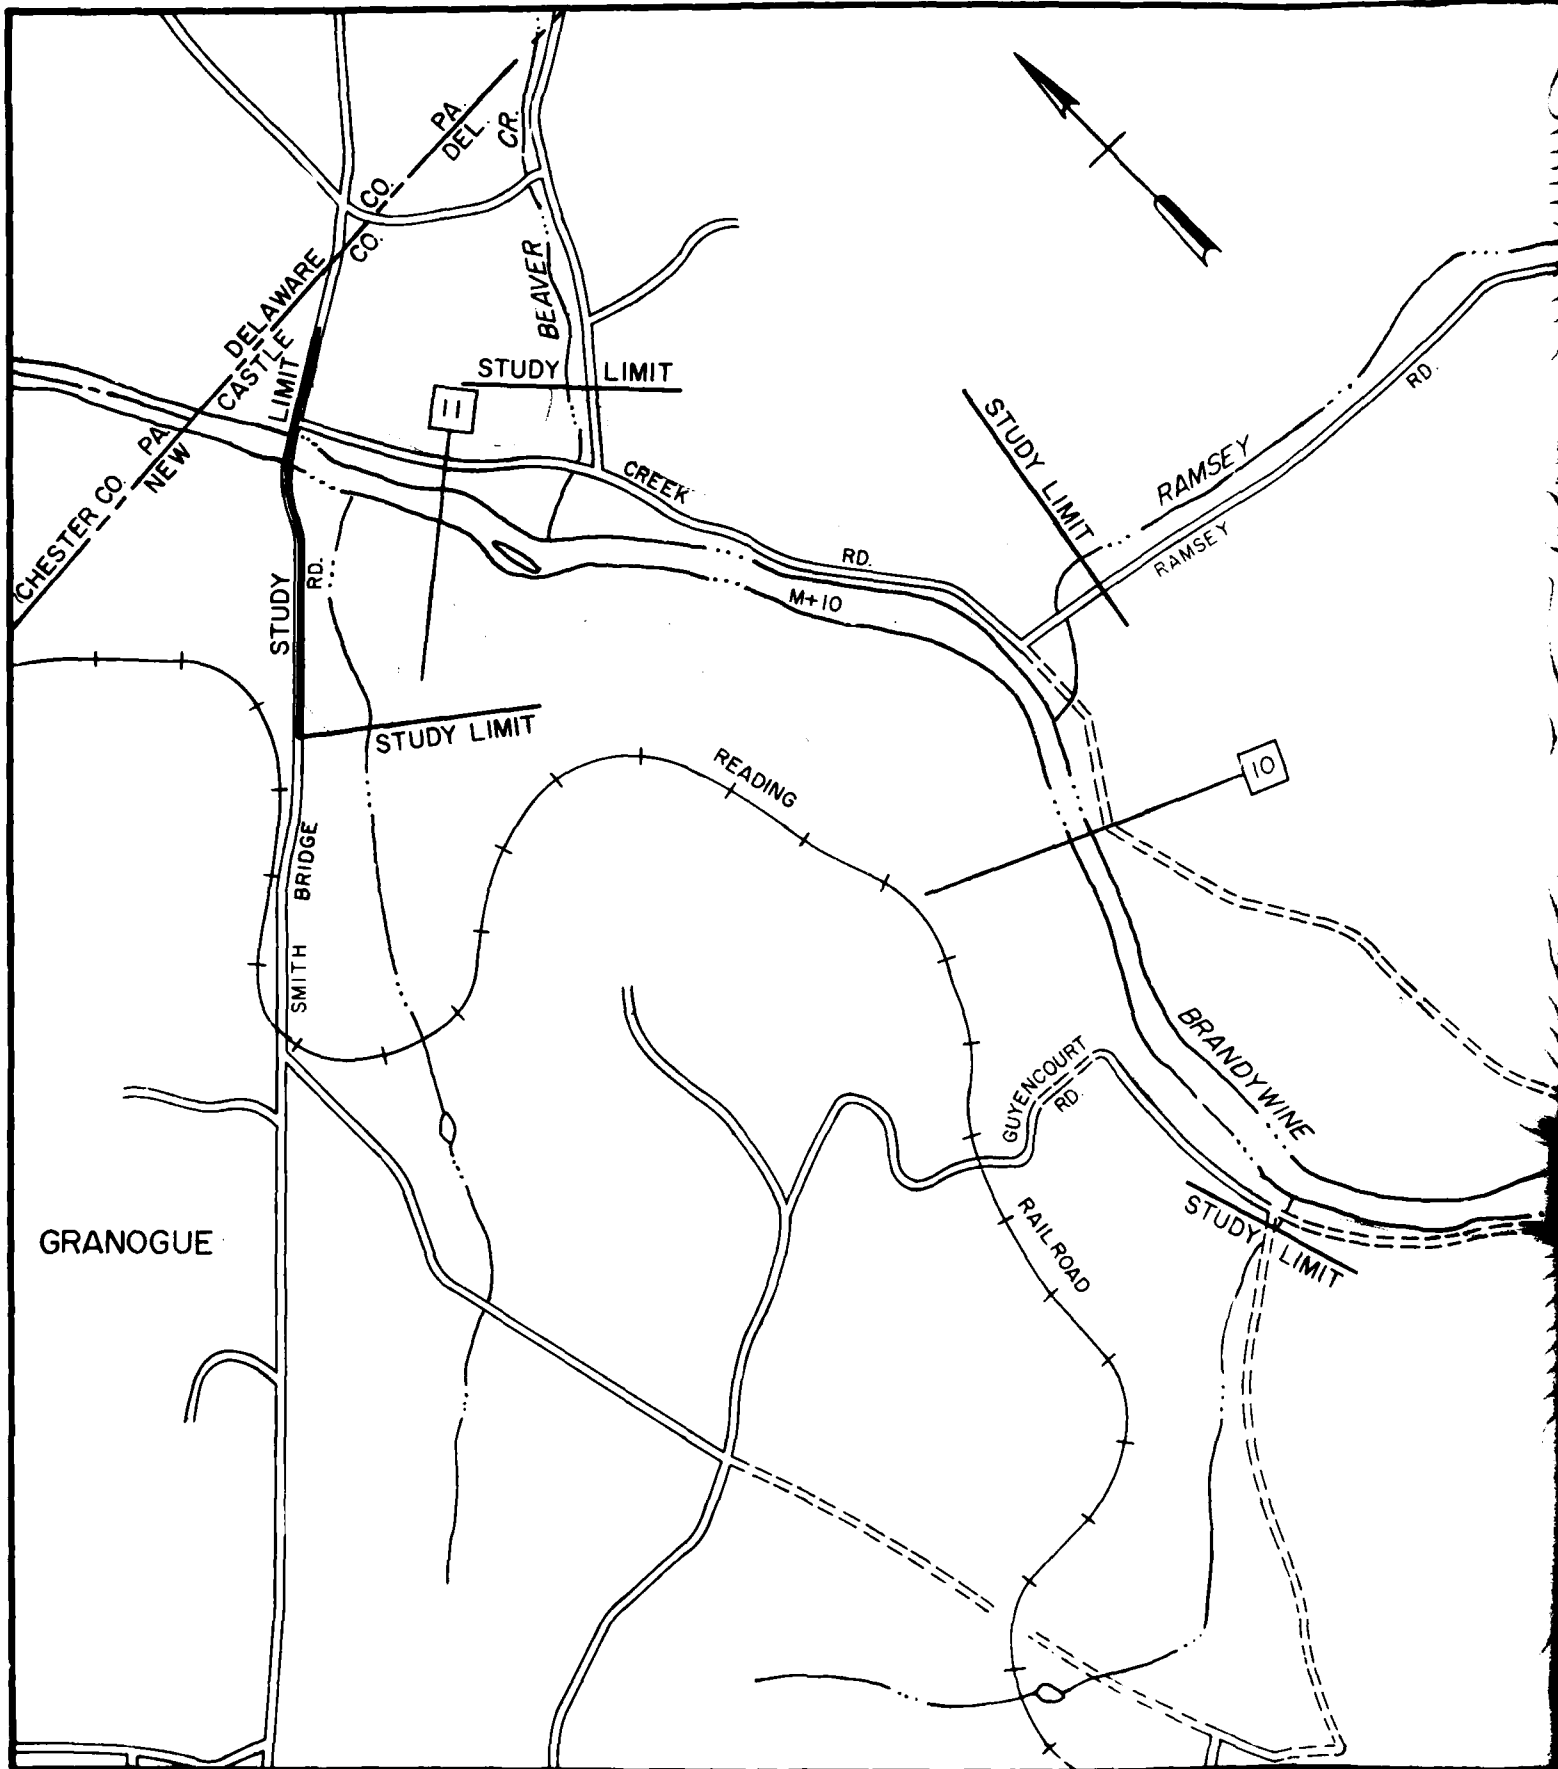 PA.
DEL.
CR.
CO.
CO.
DELAWARE
CASTLE
LIMIT
BEAVER
STUDY LIMIT
11
CHESTER CO.
PA.
NEW
STUDY
RD.
CREEK
RD.
M+10
STUDY LIMIT
RAMSEY
RAMSEY
RD.
STUDY LIMIT
READING
10
BRIDGE
SMITH
GUYENCOURT
RD.
BRANDYWINE
RAILROAD
STUDY LIMIT
GRANOGUE